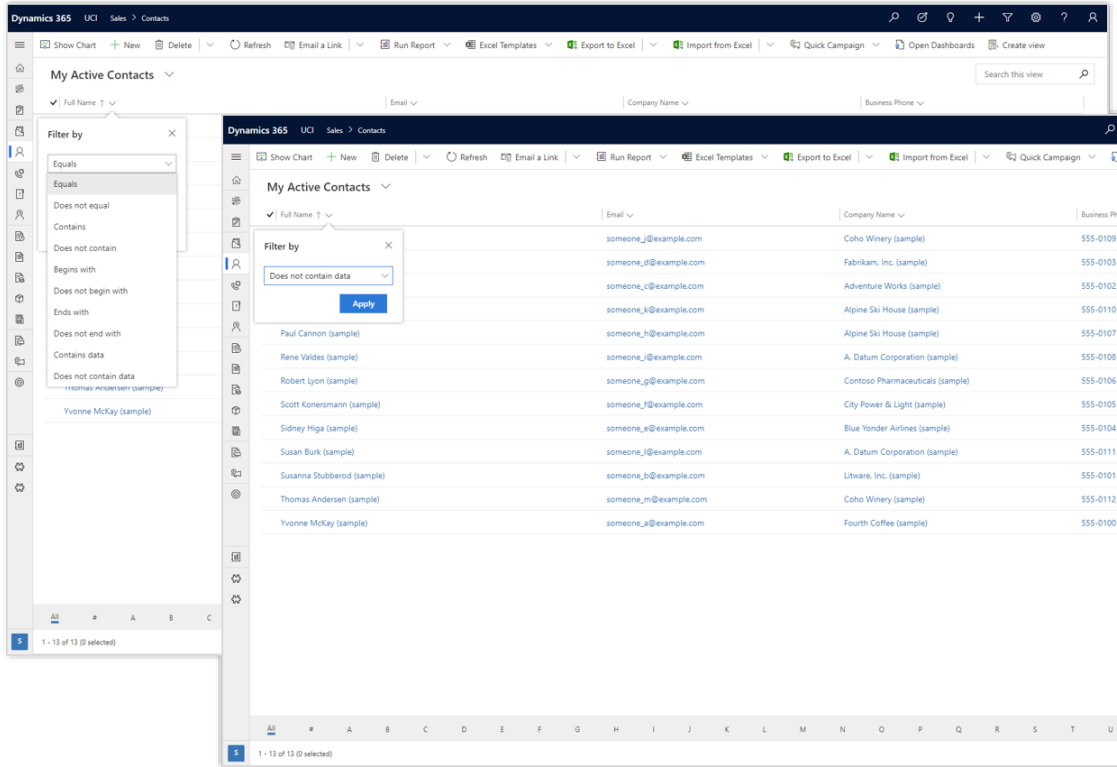 Dynamics 365 UCI Sales > Contacts
Show Chart New Delete Refresh Email a Link Run Report Excel Templates Export to Excel Import from Excel Quick Campaign Open Dashboards Create view
My Active Contacts
Search this view
Full Name ↑ Email Company Name Business Phone
Filter by
Equals
Equals
Does not equal
Contains
Does not contain
Begins with
Does not begin with
Ends with
Does not end with
Contains data
Does not contain data
Thomas Andersen (sample)
Yvonne McKay (sample)
All # A B C
S
1 - 13 of 13 (0 selected)
Dynamics 365 UCI Sales > Contacts
Show Chart New Delete Refresh Email a Link Run Report Excel Templates Export to Excel Import from Excel Quick Campaign
My Active Contacts
Full Name ↑ Email Company Name Business Ph
Filter by
Does not contain data
Apply
someone_j@example.com Coho Winery (sample) 555-0109
someone_d@example.com Fabrikam, Inc. (sample) 555-0103
someone_c@example.com Adventure Works (sample) 555-0102
someone_k@example.com Alpine Ski House (sample) 555-0110
Paul Cannon (sample) someone_h@example.com Alpine Ski House (sample) 555-0107
Rene Valdes (sample) someone_i@example.com A. Datum Corporation (sample) 555-0108
Robert Lyon (sample) someone_g@example.com Contoso Pharmaceuticals (sample) 555-0106
Scott Konersmann (sample) someone_f@example.com City Power & Light (sample) 555-0105
Sidney Higa (sample) someone_e@example.com Blue Yonder Airlines (sample) 555-0104
Susan Burk (sample) someone_l@example.com A. Datum Corporation (sample) 555-0111
Susanna Stubberod (sample) someone_b@example.com Litware, Inc. (sample) 555-0101
Thomas Andersen (sample) someone_m@example.com Coho Winery (sample) 555-0112
Yvonne McKay (sample) someone_a@example.com Fourth Coffee (sample) 555-0100
All # A B C D E F G H I J K L M N O P Q R S T U
S
1 - 13 of 13 (0 selected)